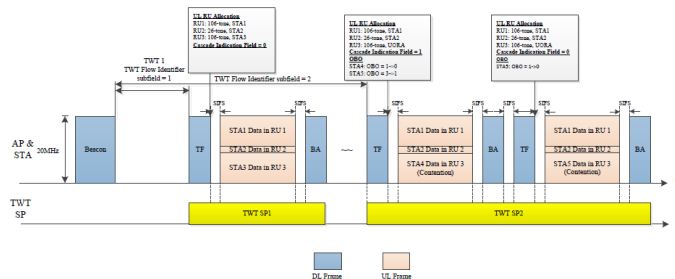 UL RU Allocation
RU1: 106-tone, STA1
RU2: 26-tone, STA2
RU3: 106-tone, STA3
Cascade Indication Field = 0
UL RU Allocation
RU1: 106-tone, STA1
RU2: 26-tone, STA2
RU3: 106-tone, UORA
Cascade Indication Field = 1
OBO
STA4: OBO = 1->0
STA5: OBO = 3->1
UL RU Allocation
RU1: 106-tone, STA1
RU2: 26-tone, STA2
RU3: 106-tone, UORA
Cascade Indication Field = 0
OBO
STA5: OBO = 1->0
TWT 1
TWT Flow Identifier
subfield = 1
TWT Flow Identifier subfield = 2
SIFS
SIFS
SIFS
SIFS
SIFS
SIFS
AP &
STA
20MHz
Beacon
TF
STA1 Data in RU 1
STA2 Data in RU 2
STA3 Data in RU 3
BA
~~
TF
STA1 Data in RU 1
STA2 Data in RU 2
STA4 Data in RU 3
(Contention)
BA
TF
STA1 Data in RU 1
STA2 Data in RU 2
STA5 Data in RU 3
(Contention)
BA
TWT
SP
TWT SP1
TWT SP2
DL Frame
UL Frame